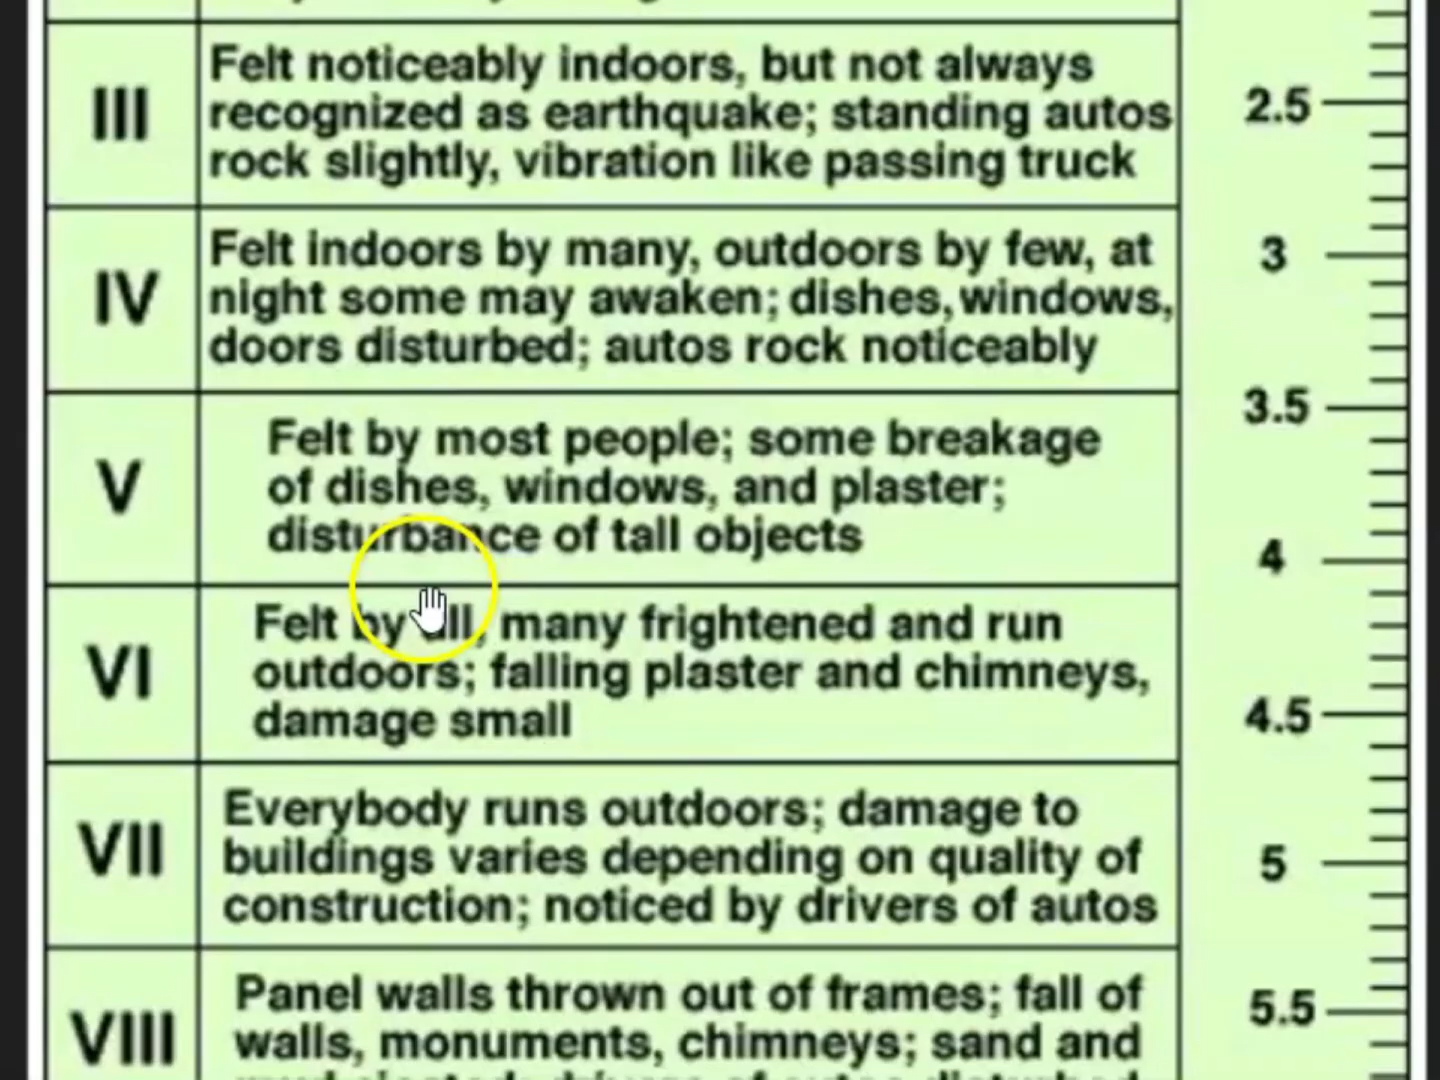 III
Felt noticeably indoors, but not always
recognized as earthquake; standing autos
rock slightly, vibration like passing truck
2.5
IV
Felt indoors by many, outdoors by few, at
night some may awaken; dishes, windows,
doors disturbed; autos rock noticeably
3
3.5
V
Felt by most people; some breakage
of dishes, windows, and plaster;
disturbance of tall objects
4
VI
Felt by all, many frightened and run
outdoors; falling plaster and chimneys,
damage small
4.5
VII
Everybody runs outdoors; damage to
buildings varies depending on quality of
construction; noticed by drivers of autos
5
VIII
Panel walls thrown out of frames; fall of
walls, monuments, chimneys; sand and
5.5